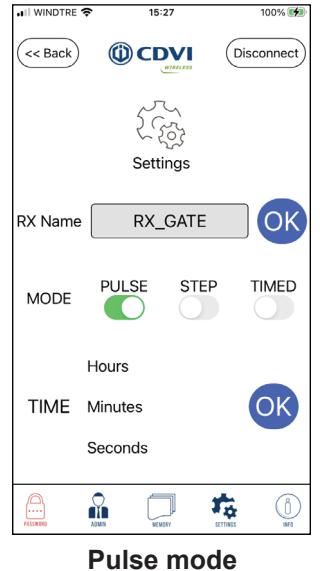 WINDTRE 15:27 100%
<< Back CDVI Disconnect
WIRELESS
Settings
RX Name RX_GATE OK
PULSE STEP TIMED
MODE
Hours
TIME Minutes OK
Seconds
PASSWORD ADMIN MEMORY SETTINGS INFO
Pulse mode